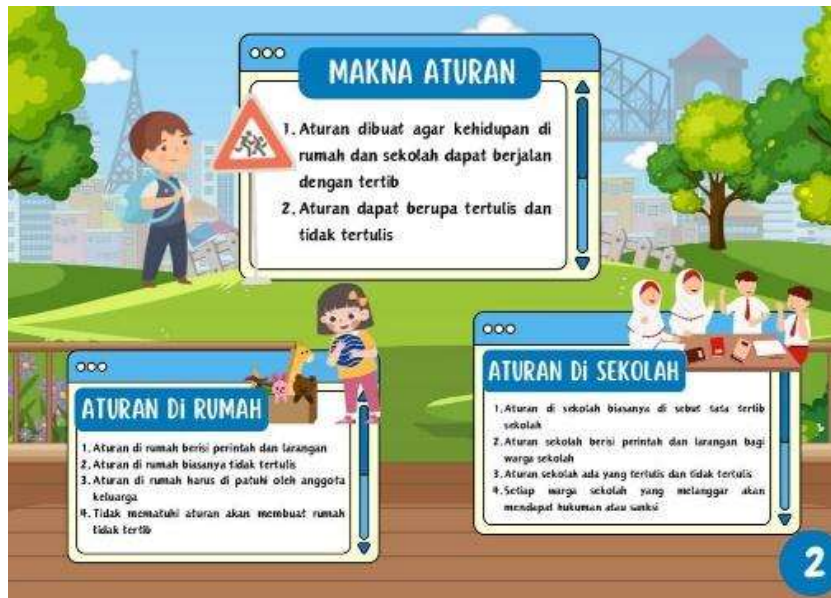 MAKNA ATURAN
1. Aturan dibuat agar kehidupan di
rumah dan sekolah dapat berjalan
dengan tertib
2. Aturan dapat berupa tertulis dan
tidak tertulis
ATURAN Di RUMAH
1. Aturan di rumah berisi perintah dan larangan
2. Aturan di rumah biasanya tidak tertulis
3. Aturan di rumah harus di patuhi oleh anggota
keluarga
4. Tidak mematuhi aturan akan membuat rumah
tidak tertib
ATURAN Di SEKOLAH
1. Aturan di sekolah biasanya di sebut tata tertib
sekolah
2. Aturan sekolah berisi perintah dan larangan bagi
warga sekolah
3. Aturan sekolah ada yang tertulis dan tidak tertulis
4. Setiap warga sekolah yang melanggar akan
mendapat hukuman atau sanksi
2